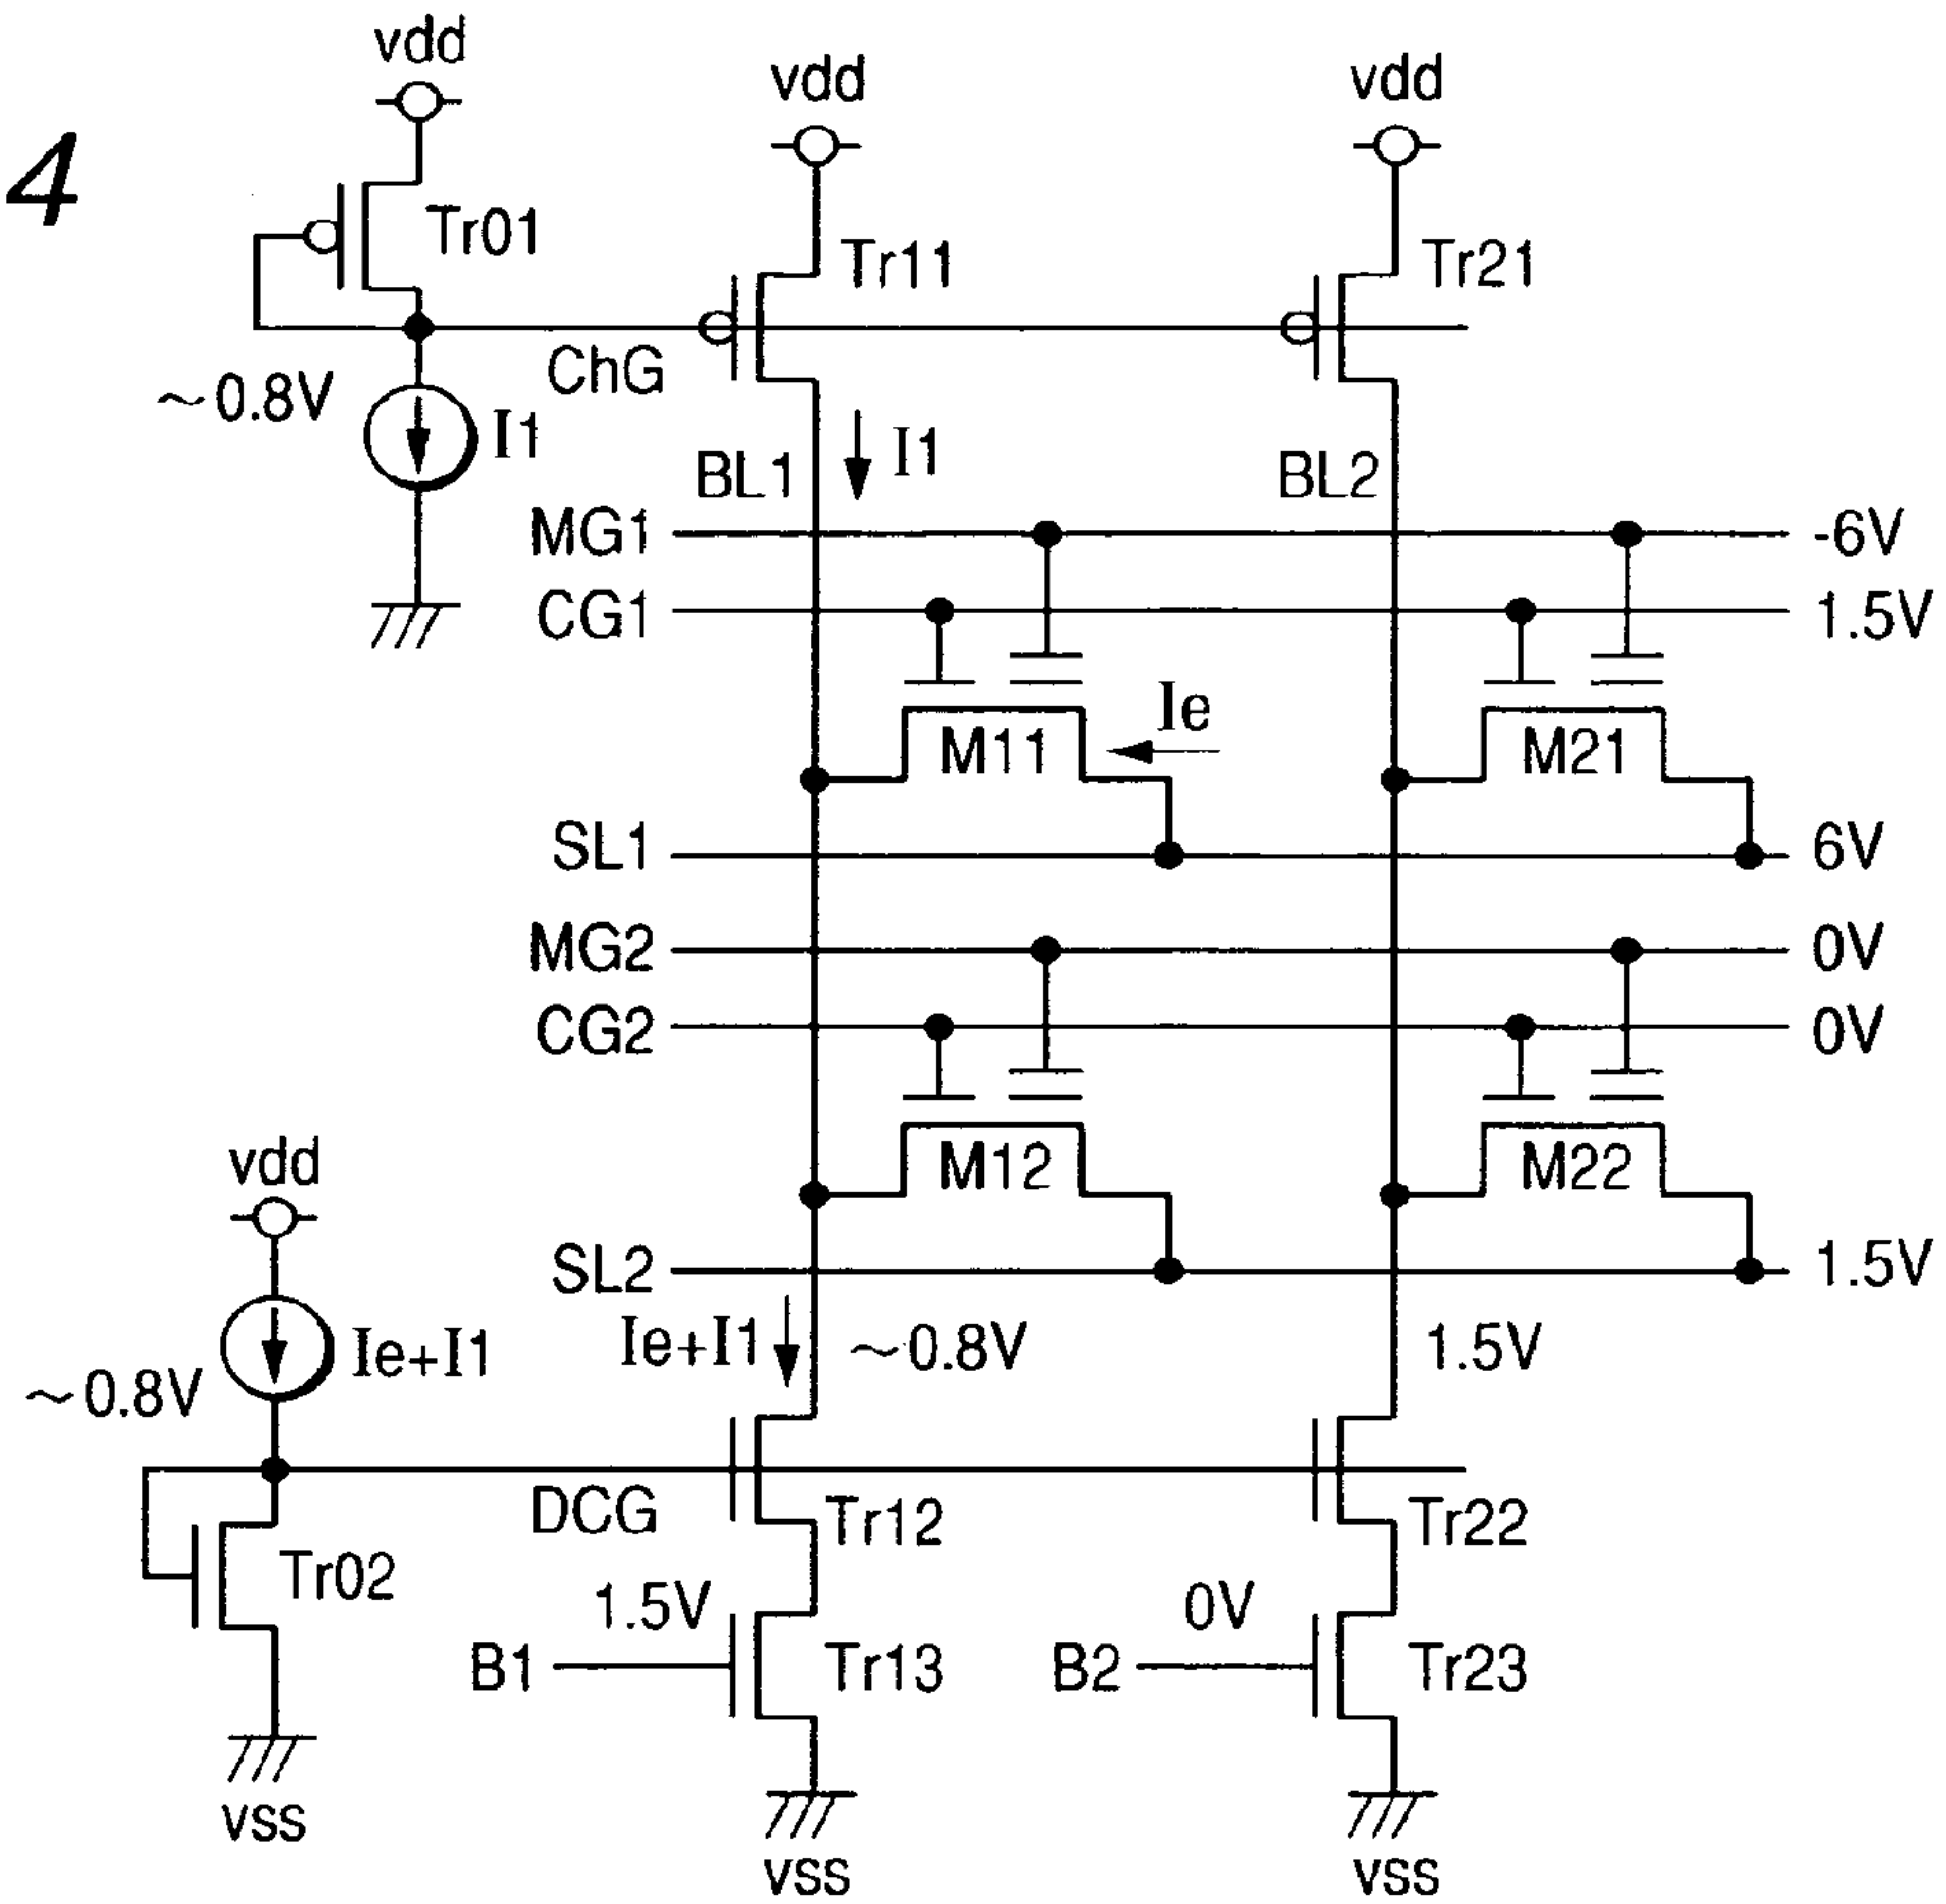 4
vdd
vdd
vdd
Tr01
Tr11
Tr21
ChG
~0.8V
I1
BL1
I1
BL2
MG1
-6V
CG1
1.5V
Ie
M11
M21
SL1
6V
MG2
0V
CG2
0V
M12
M22
vdd
SL2
1.5V
Ie+I1
Ie+I1
~0.8V
1.5V
~0.8V
DCG
Tr12
Tr22
Tr02
1.5V
0V
B1
Tr13
B2
Tr23
vss
vss
vss